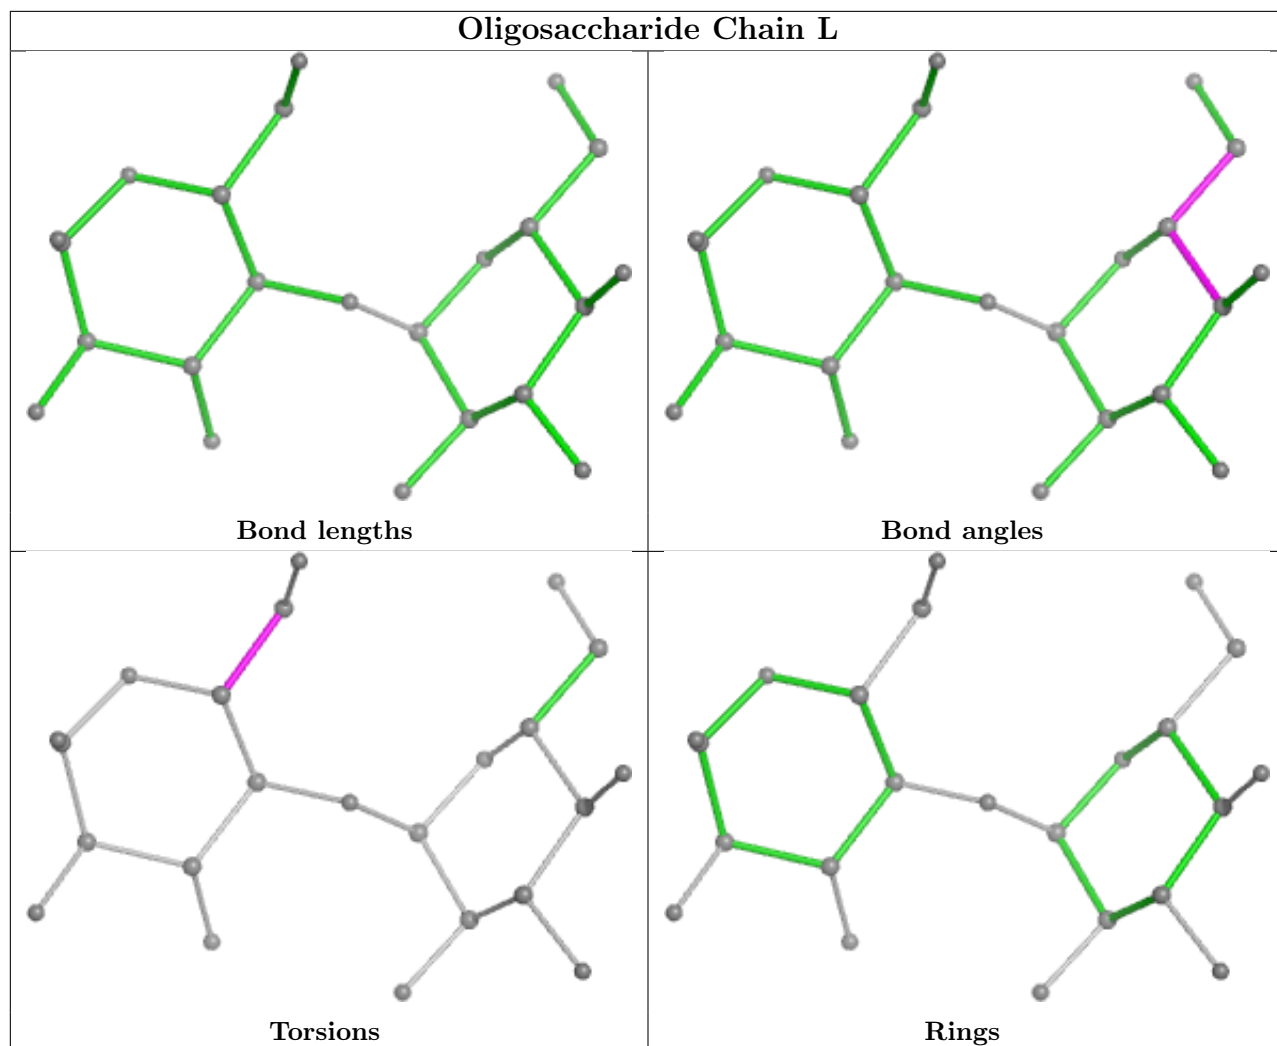 Oligosaccharide Chain L
Bond lengths
Bond angles
Torsions
Rings